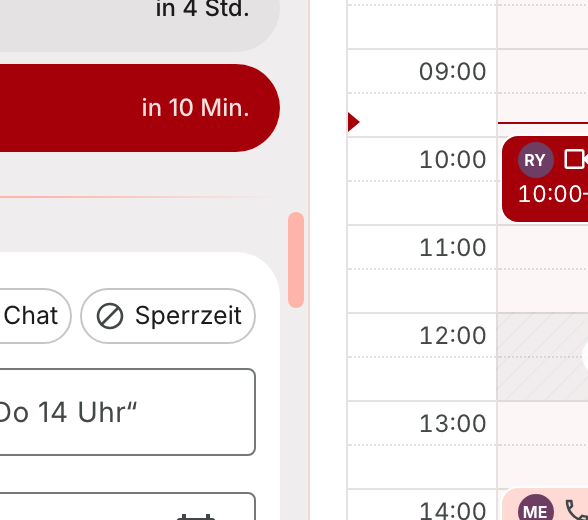 in 4 Std.
in 10 Min.
Chat
Sperrzeit
Do 14 Uhr“
09:00
10:00
RY
10:00–
11:00
12:00
13:00
14:00
ME